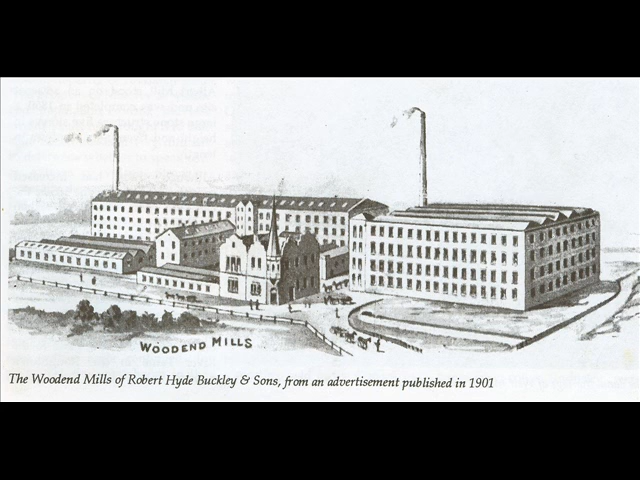 WOODEND MILLS
The Woodend Mills of Robert Hyde Buckley & Sons, from an advertisement published in 1901